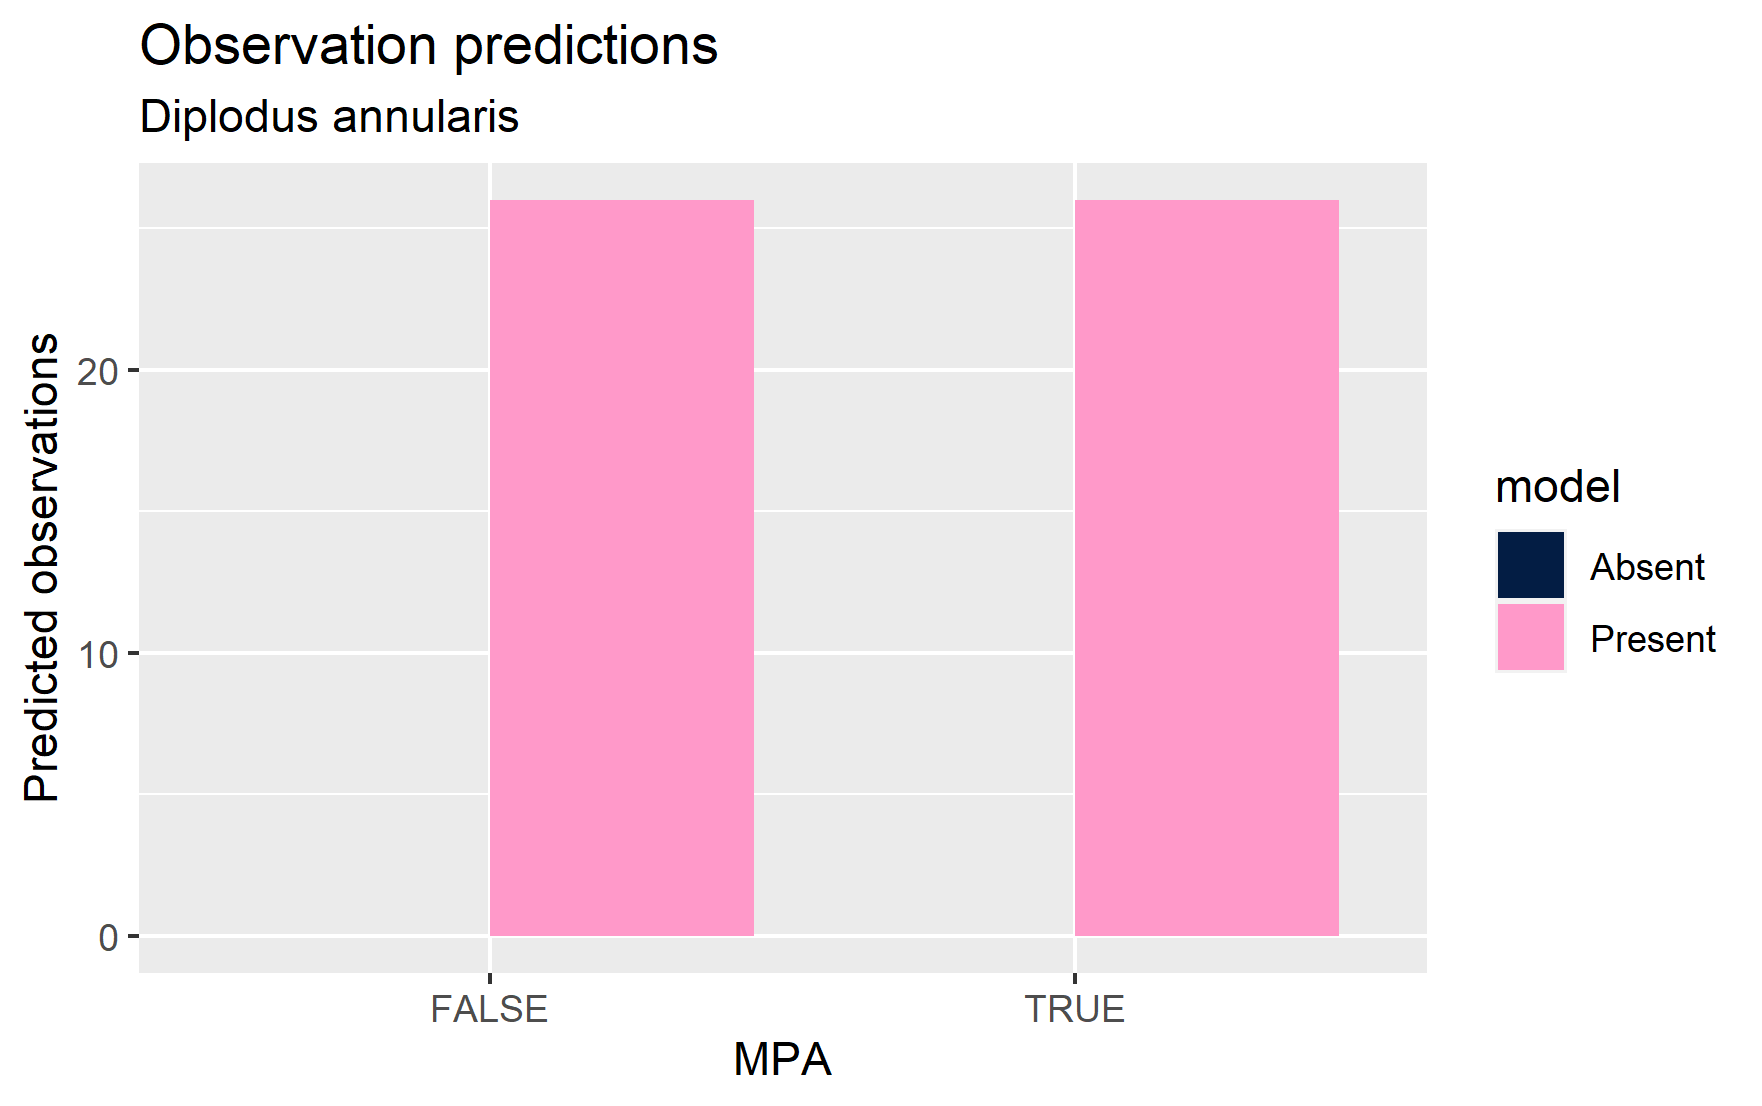 Observation predictions
Diplodus annularis
Predicted observations
20
10
0
FALSE
TRUE
MPA
model
Absent
Present